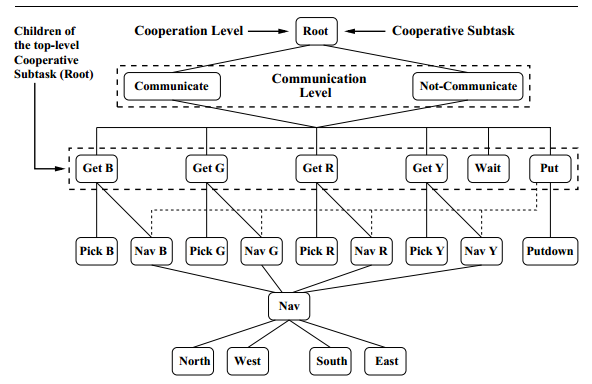 Children of
the top-level
Cooperative
Subtask (Root)
Cooperation Level
Root
Cooperative Subtask
Communicate
Communication
Level
Not-Communicate
Get B
Get G
Get R
Get Y
Wait
Put
Pick B
Nav B
Pick G
Nav G
Pick R
Nav R
Pick Y
Nav Y
Putdown
Nav
North
West
South
East